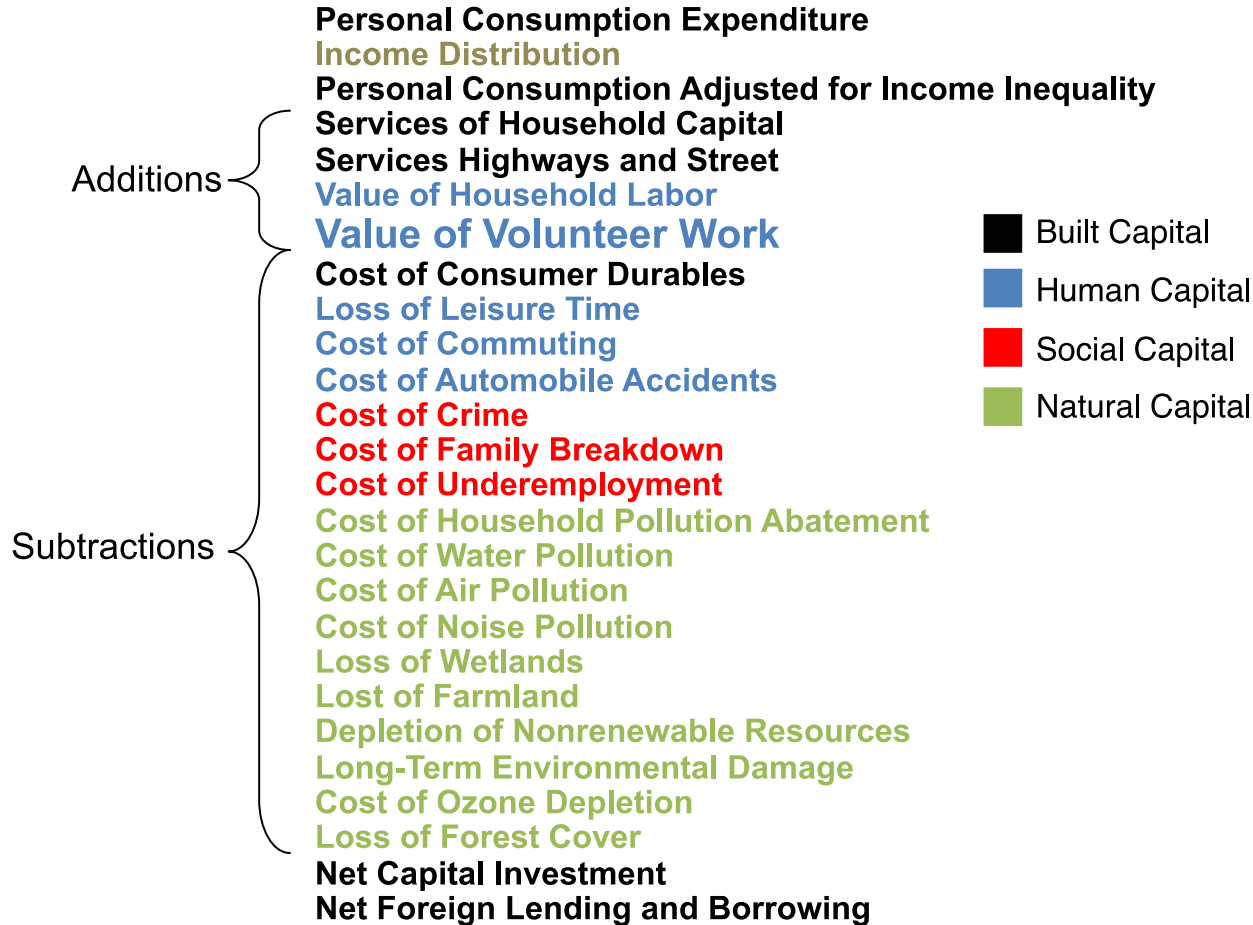 Personal Consumption Expenditure
Income Distribution
Personal Consumption Adjusted for Income Inequality
Additions
Services of Household Capital
Services Highways and Street
Value of Household Labor
Value of Volunteer Work
Subtractions
Cost of Consumer Durables
Loss of Leisure Time
Cost of Commuting
Cost of Automobile Accidents
Cost of Crime
Cost of Family Breakdown
Cost of Underemployment
Cost of Household Pollution Abatement
Cost of Water Pollution
Cost of Air Pollution
Cost of Noise Pollution
Loss of Wetlands
Lost of Farmland
Depletion of Nonrenewable Resources
Long-Term Environmental Damage
Cost of Ozone Depletion
Loss of Forest Cover
Net Capital Investment
Net Foreign Lending and Borrowing
Built Capital
Human Capital
Social Capital
Natural Capital